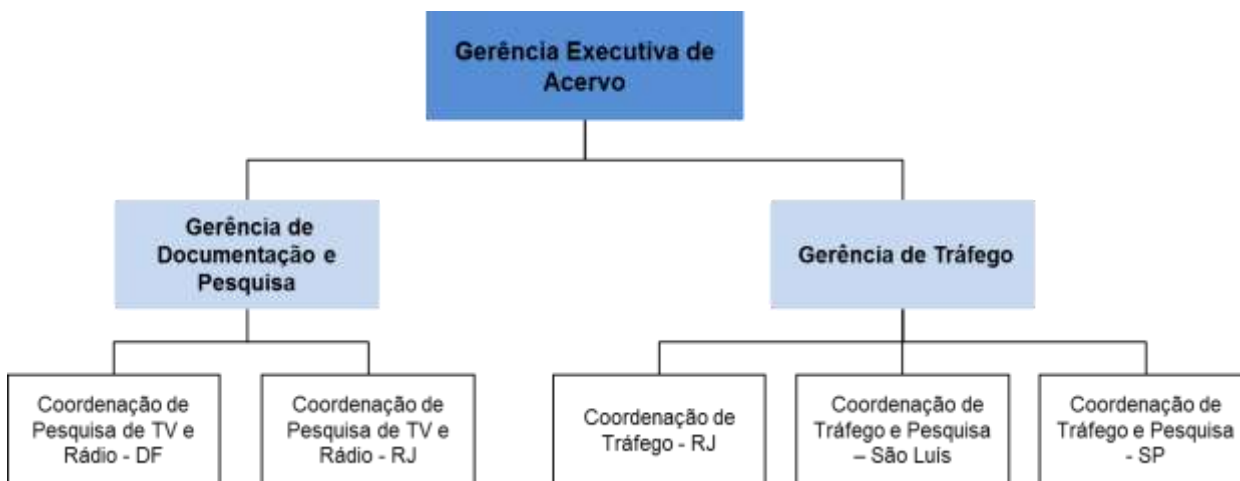 Gerência Executiva de
Acervo
Gerência de
Documentação e
Pesquisa
Gerência de Tráfego
Coordenação de
Pesquisa de TV e
Rádio - DF
Coordenação de
Pesquisa de TV e
Rádio - RJ
Coordenação de
Tráfego - RJ
Coordenação de
Tráfego e Pesquisa
– São Luís
Coordenação de
Tráfego e Pesquisa
- SP